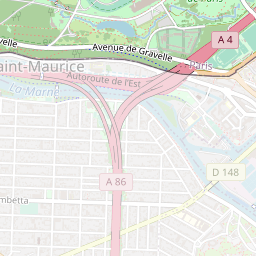 de Paris
A 4
Avenue de Gravelle
velle
Paris
aint-Maurice
Autoroute de l'Est
La Marne
D 148
A 86
mbetta